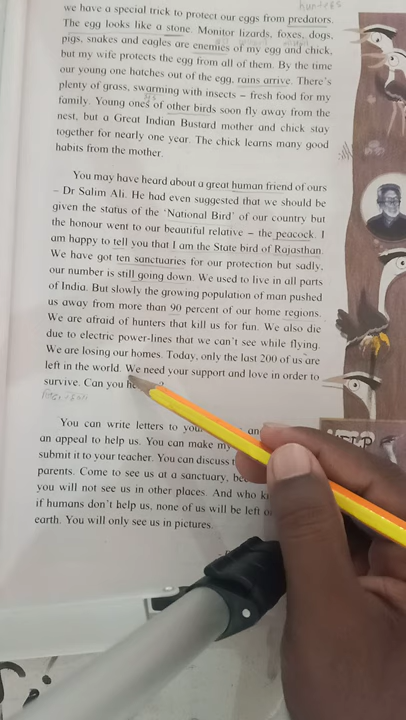 hunters
we have a special trick to protect our eggs from predators.
The egg looks like a stone. Monitor lizards, foxes, dogs,
pigs, snakes and eagles are enemies of my egg and chick,
but my wife protects the egg from all of them. By the time
our young one hatches out of the egg, rains arrive. There's
plenty of grass, swarming with insects – fresh food for my
family. Young ones of other birds soon fly away from the
nest, but a Great Indian Bustard mother and chick stay
together for nearly one year. The chick learns many good
habits from the mother.
You may have heard about a great human friend of ours
– Dr Salim Ali. He had even suggested that we should be
given the status of the 'National Bird' of our country but
the honour went to our beautiful relative – the peacock. I
am happy to tell you that I am the State bird of Rajasthan.
We have got ten sanctuaries for our protection but sadly,
our number is still going down. We used to live in all parts
of India. But slowly the growing population of man pushed
us away from more than 90 percent of our home regions.
We are afraid of hunters that kill us for fun. We also die
due to electric power-lines that we can't see while flying.
We are losing our homes. Today, only the last 200 of us are
left in the world. We need your support and love in order to
survive. Can you
You can write letters to
an appeal to help us. You can make my
submit it to your teacher. You can discuss
parents. Come to see us at a sanctuary,
you will not see us in other places. And who
if humans don't help us, none of us will be left
earth. You will only see us in pictures.
HELP